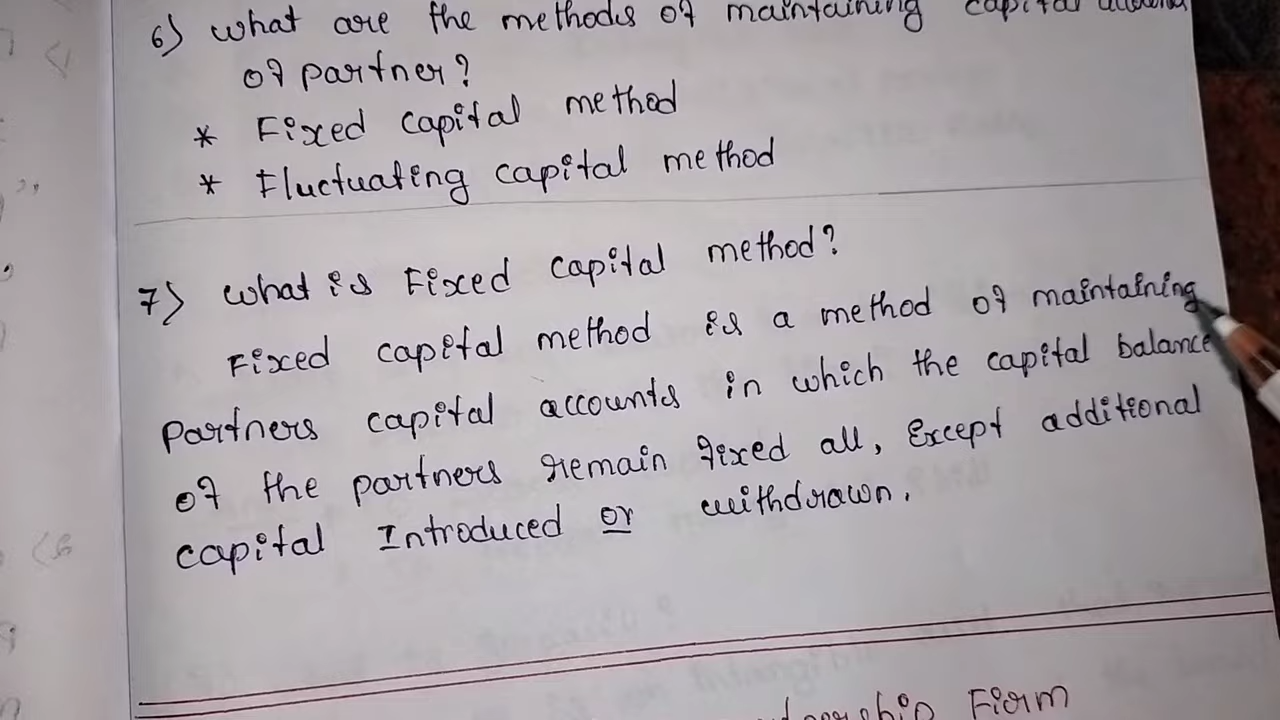 6) What are the methods of maintaining capital account
of partner?
* Fixed capital method
* Fluctuating capital method
7) What is Fixed capital method?
Fixed capital method is a method of maintaining
Partners capital accounts in which the capital balance
of the partners remain fixed all, Except additional
capital Introduced or withdrawn.
Firm